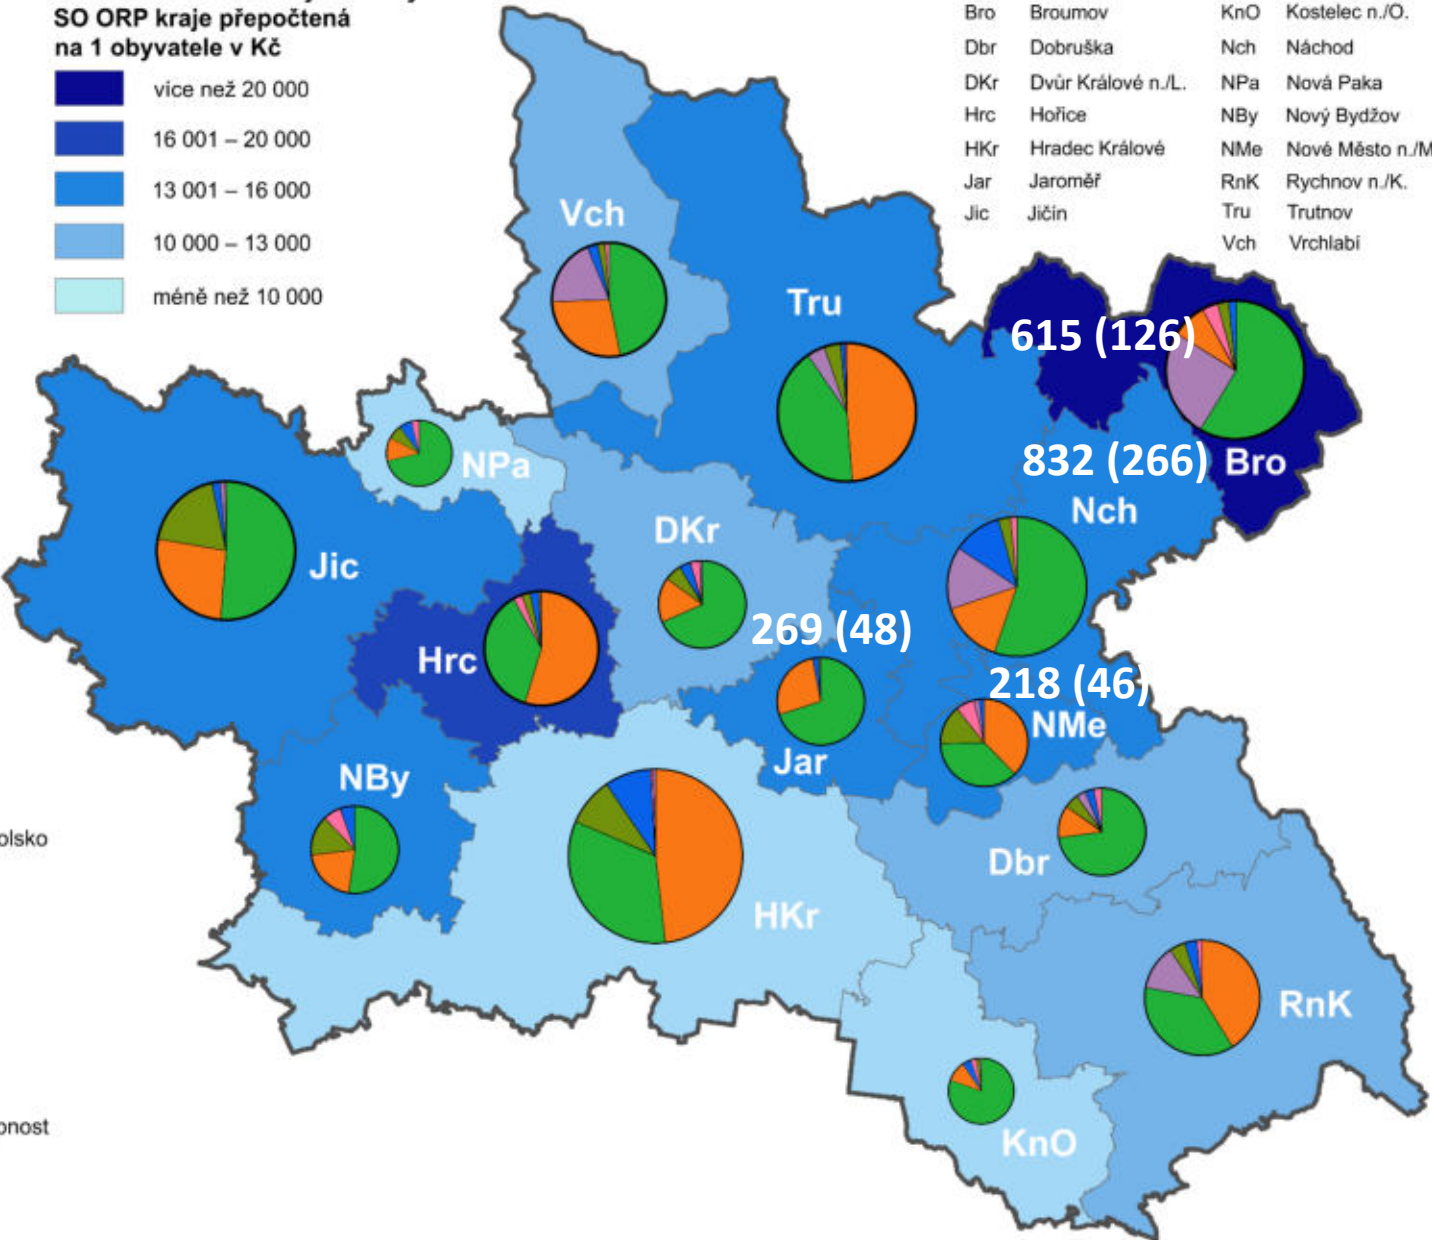 SO ORP kraje přepočtená
na 1 obyvatele v Kč
více než 20 000
16 001 – 20 000
13 001 – 16 000
10 000 – 13 000
méně než 10 000
Bro Broumov KnO Kostelec n./O.
Dbr Dobruška Nch Náchod
DKr Dvůr Králové n./L. NPa Nová Paka
Hrc Hořice NBy Nový Bydžov
HKr Hradec Králové NMe Nové Město n./M
Jar Jaroměř RnK Rychnov n./K.
Jic Jičín Tru Trutnov
Vch Vrchlabí
Vch
Tru
615 (126)
832 (266)
Bro
NPa
Nch
DKr
Jic
269 (48)
Hrc
218 (46)
NMe
Jar
NBy
olsko
Dbr
HKr
RnK
onost
KnO